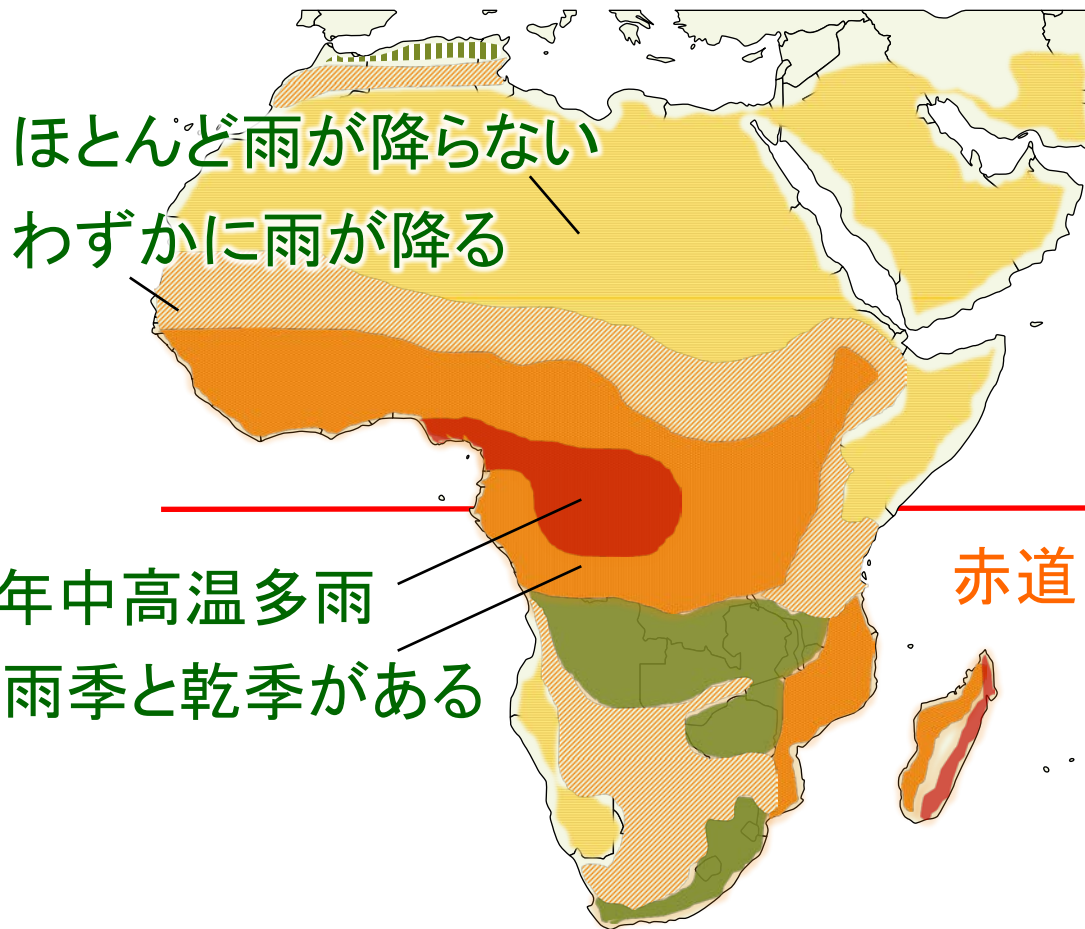 ほとんど雨が降らない
わずかに雨が降る
年中高温多雨
赤道
雨季と乾季がある